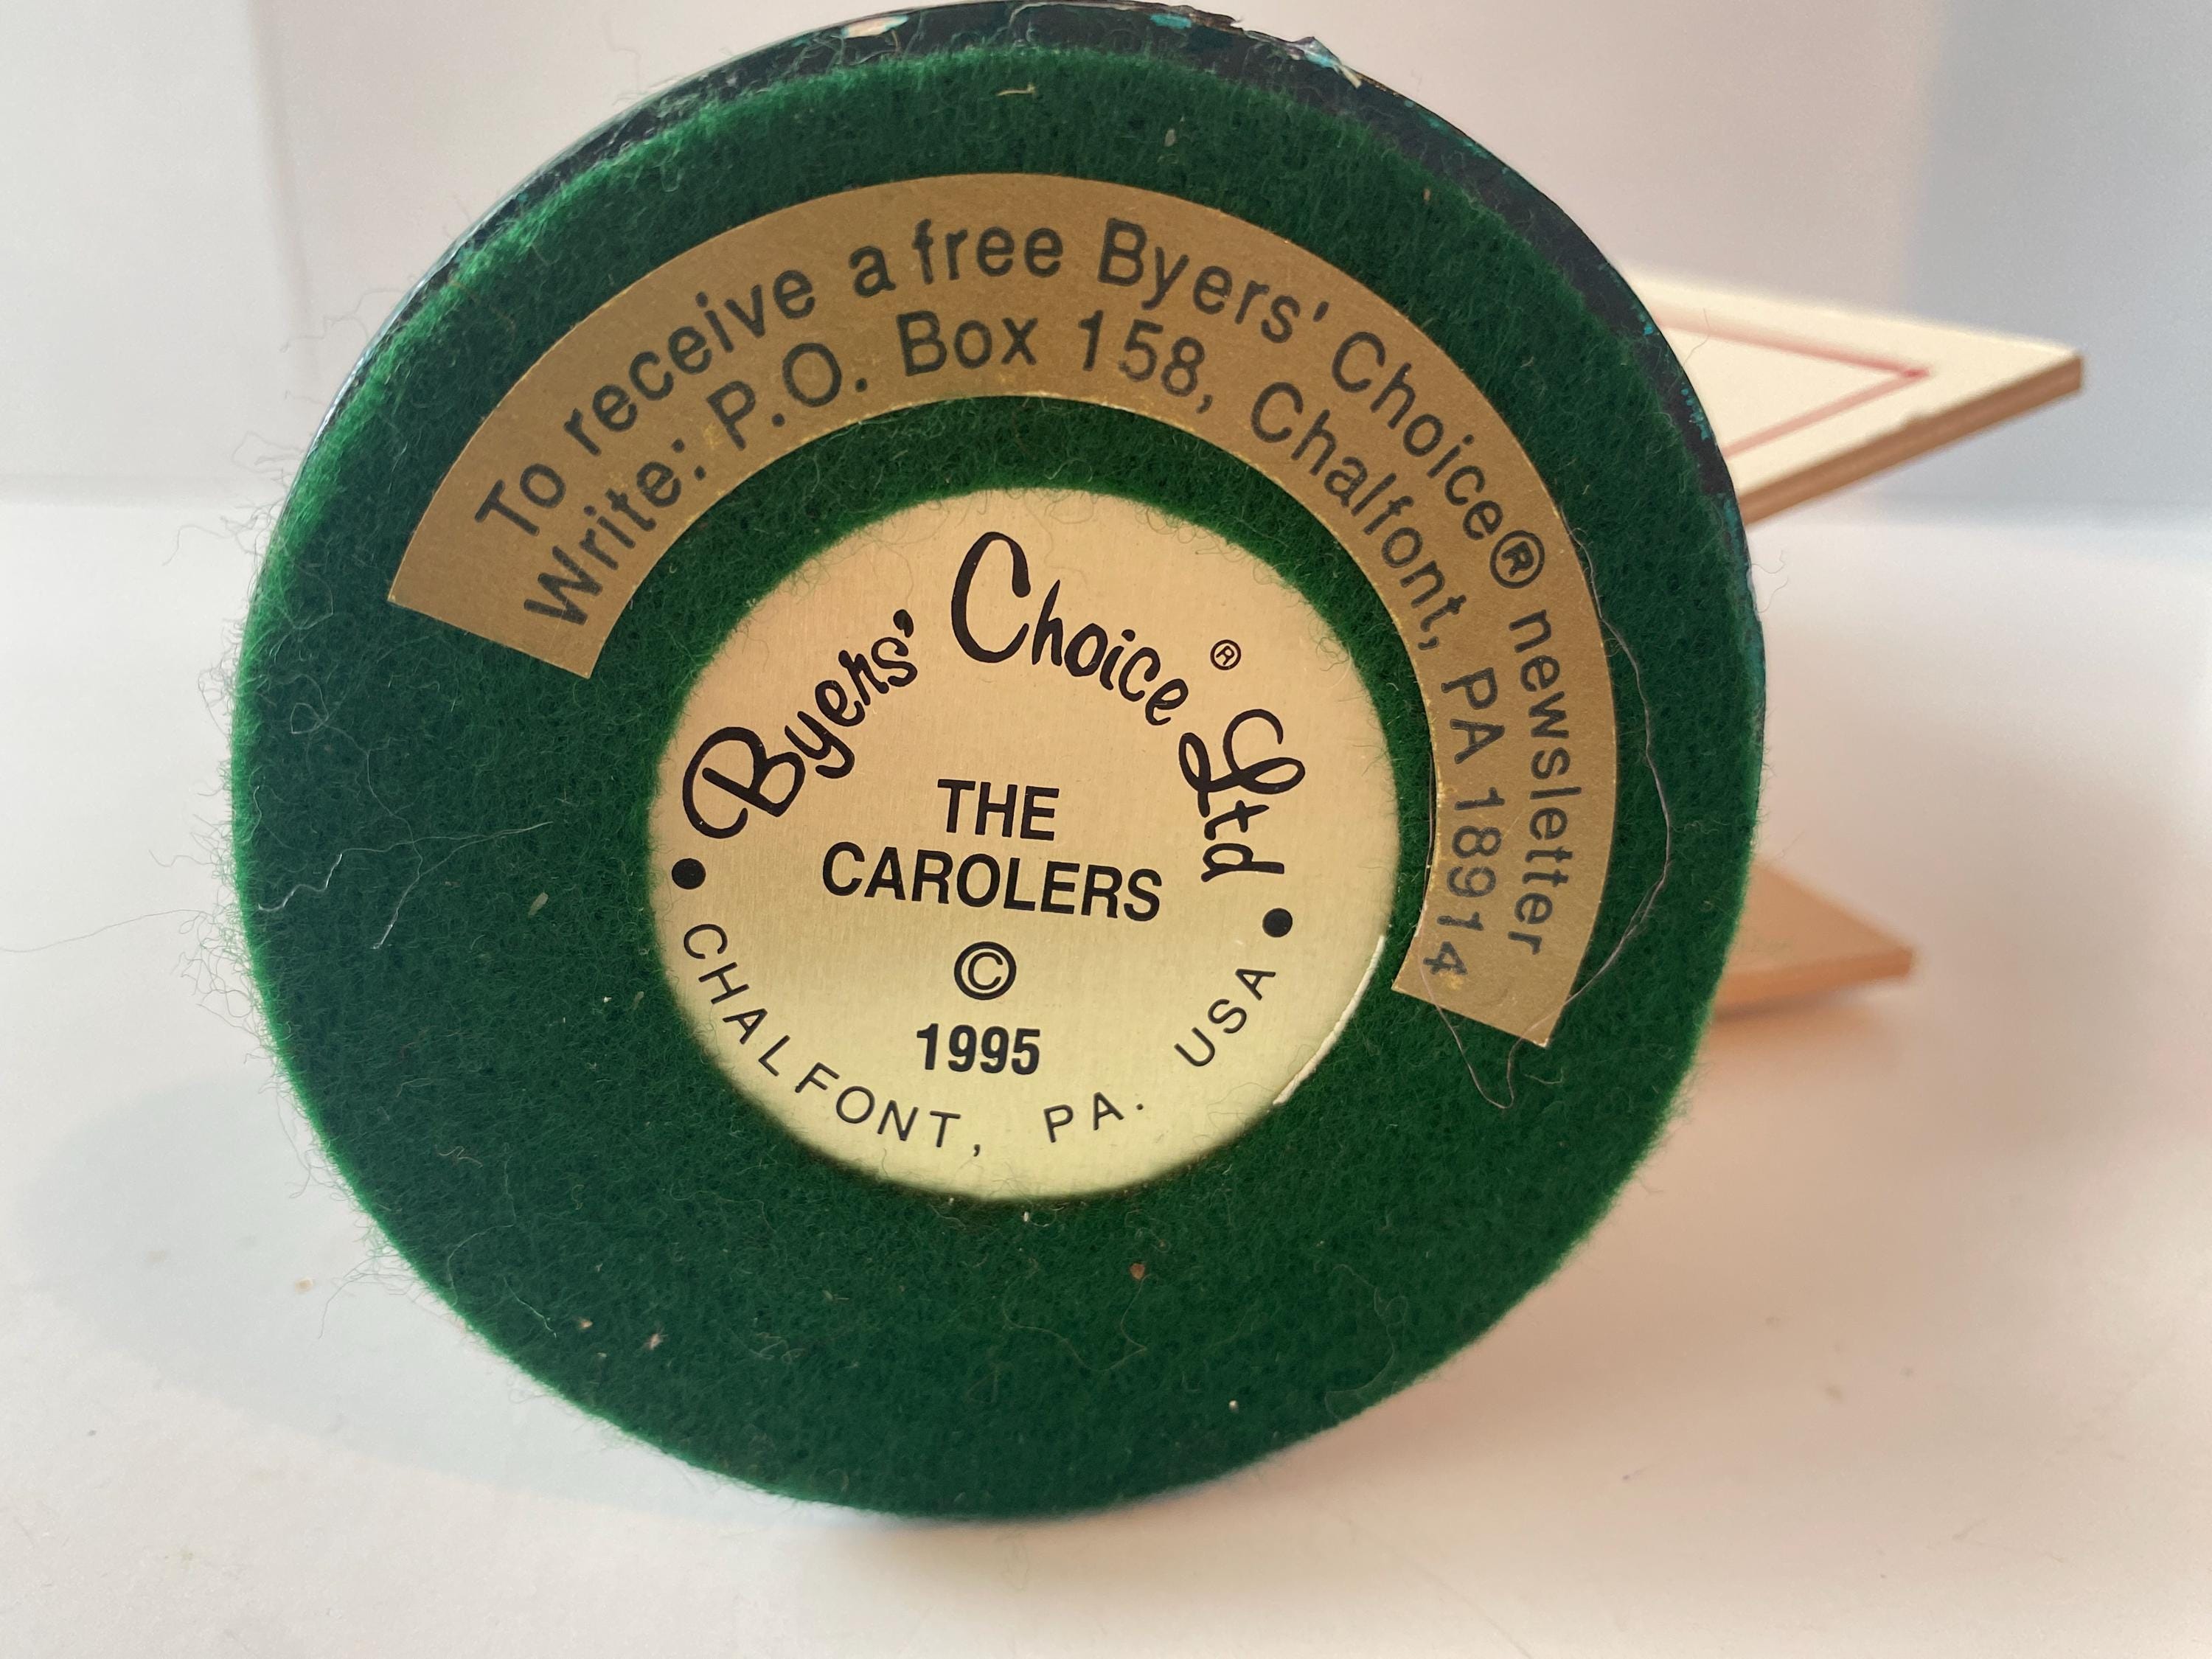 To receive a free Byers' Choice® newsletter
Write: P.O. Box 158, Chalfont, PA 18914
Byers' Choice Ltd®
THE
CAROLERS
©
1995
• CHALFONT, PA. USA •